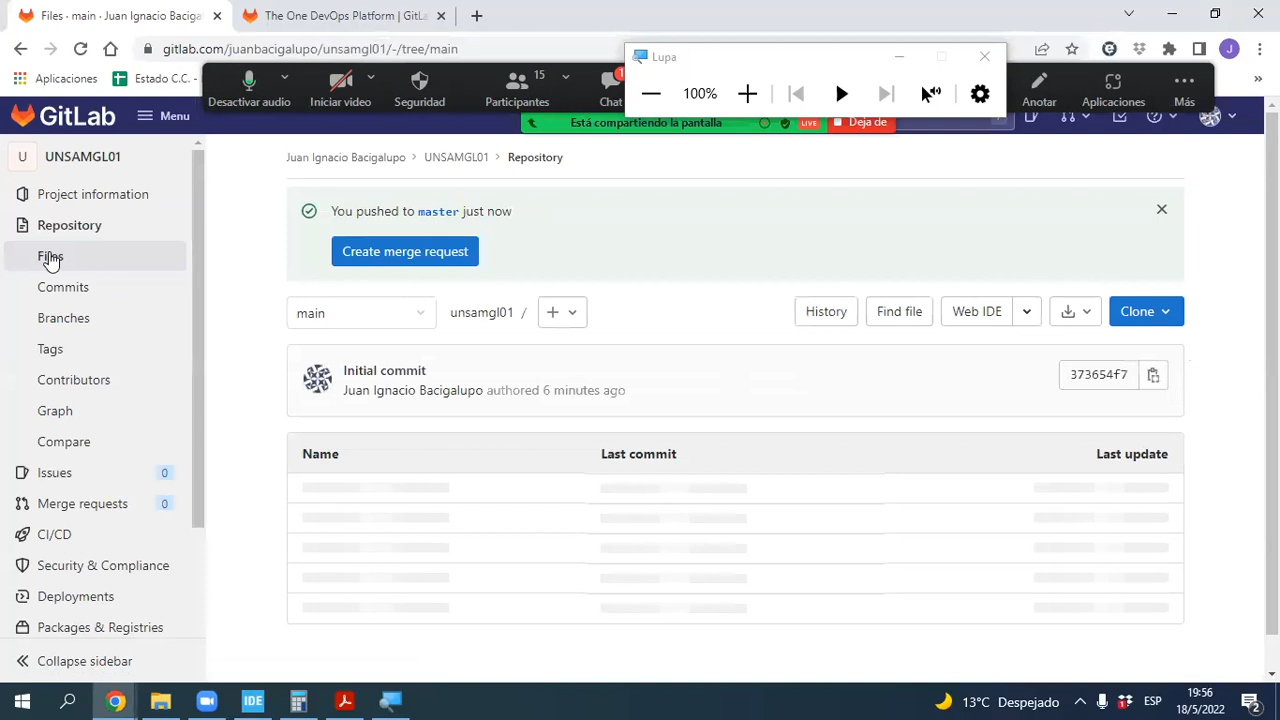 Files · main · Juan Ignacio Baciga
The One DevOps Platform | GitLa
gitlab.com/juanbacigalupo/unsamgl01/-/tree/main
J
Aplicaciones
Estado C.C. -
Lupa
100%
Desactivar audio
Iniciar video
Seguridad
15
Participantes
1
Chat
Anotar
Aplicaciones
Más
GitLab
Menu
Está compartiendo la pantalla
LIVE
Deja de
U
UNSAMGL01
Project information
Repository
Files
Commits
Branches
Tags
Contributors
Graph
Compare
Issues
0
Merge requests
0
CI/CD
Security & Compliance
Deployments
Packages & Registries
Collapse sidebar
Juan Ignacio Bacigalupo > UNSAMGL01 > Repository
You pushed to master just now
Create merge request
main
unsamgl01 /
History
Find file
Web IDE
Clone
Initial commit
Juan Ignacio Bacigalupo authored 6 minutes ago
373654f7
Name
Last commit
Last update
IDE
13°C Despejado
ESP
19:56
18/5/2022
2